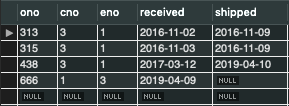 ono cno eno received shipped
313 3 1 2016-11-02 2016-11-09
315 3 1 2016-11-03 2016-11-09
438 3 1 2017-03-12 2019-04-10
666 1 3 2019-04-09 NULL
NULL NULL NULL NULL NULL